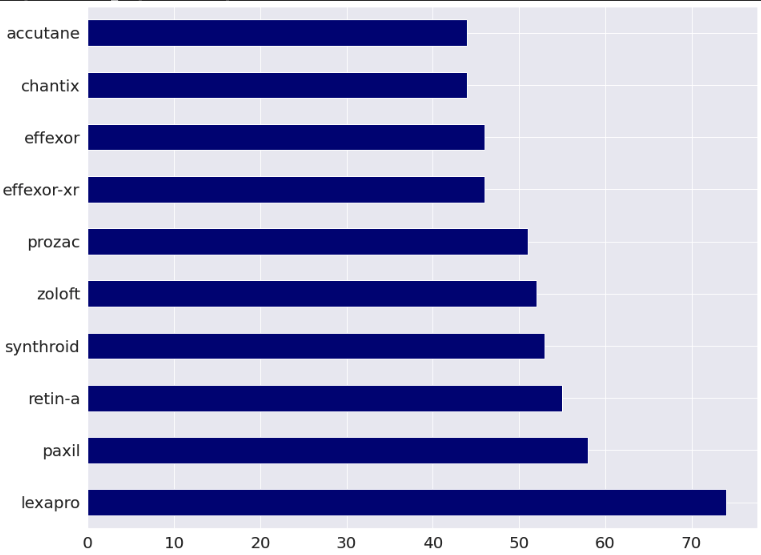 accutane
chantix
effexor
effexor-xr
prozac
zoloft
synthroid
retin-a
paxil
lexapro
0 10 20 30 40 50 60 70